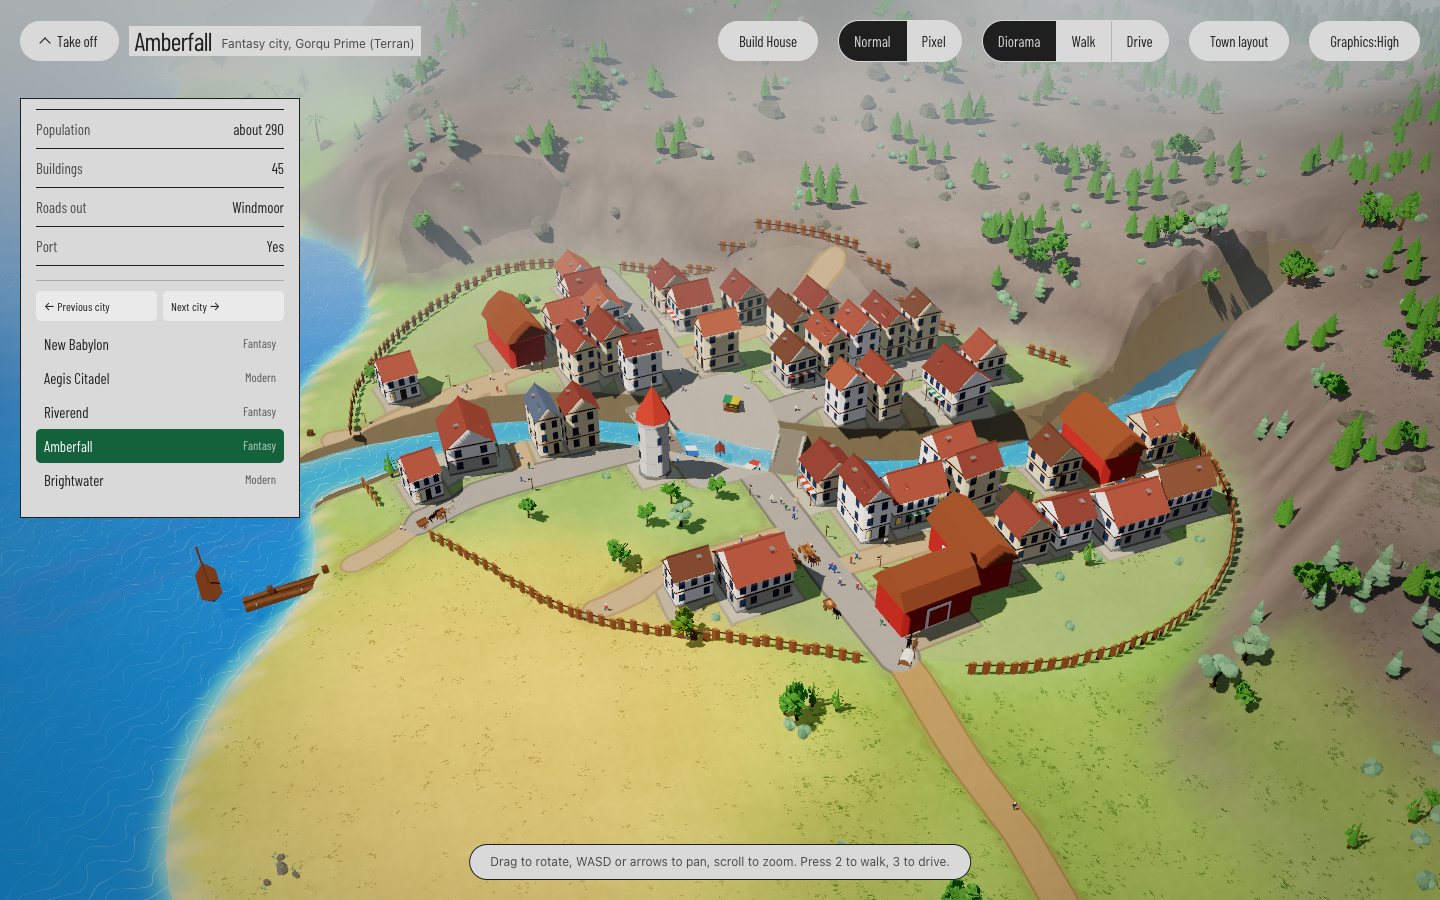 Take off
Amberfall Fantasy city, Gorqu Prime (Terran)
Build House
Normal Pixel
Diorama Walk Drive
Town layout
Graphics:High
Population about 290
Buildings 45
Roads out Windmoor
Port Yes
← Previous city
Next city →
New Babylon Fantasy
Aegis Citadel Modern
Riverend Fantasy
Amberfall Fantasy
Brightwater Modern
Drag to rotate, WASD or arrows to pan, scroll to zoom. Press 2 to walk, 3 to drive.